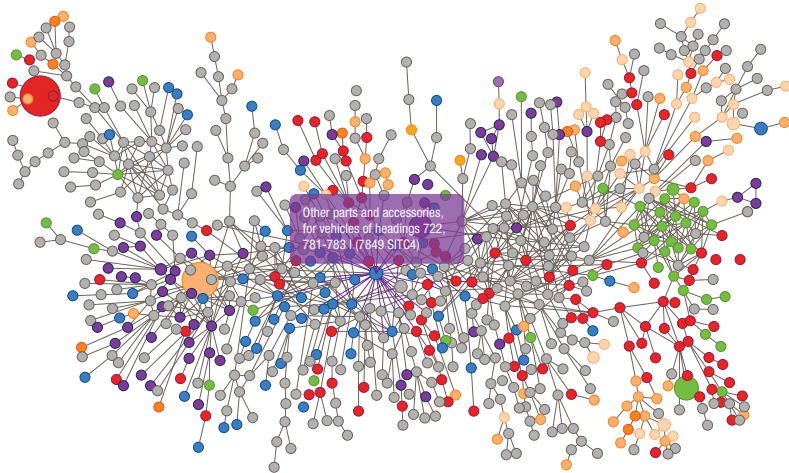 Other parts and accessories,
for vehicles of headings 722,
781-783 | (7849 SITC4)